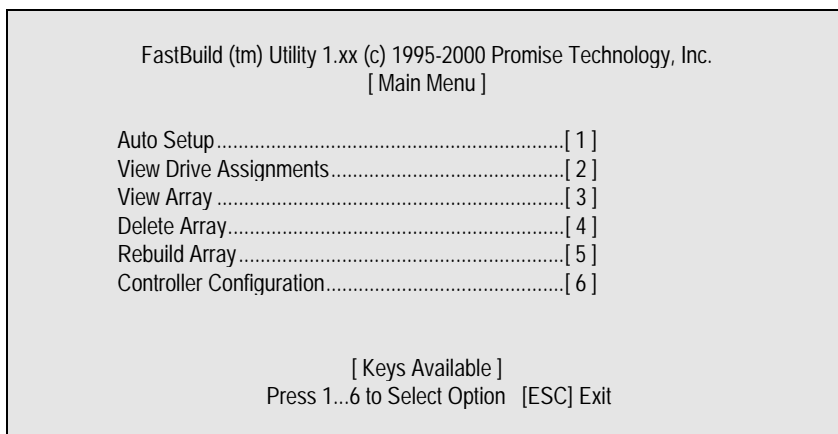 FastBuild (tm) Utility 1.xx (c) 1995-2000 Promise Technology, Inc.
[ Main Menu ]
Auto Setup................................................................[ 1 ]
View Drive Assignments...........................................[ 2 ]
View Array ................................................................[ 3 ]
Delete Array..............................................................[ 4 ]
Rebuild Array............................................................[ 5 ]
Controller Configuration............................................[ 6 ]
[ Keys Available ]
Press 1...6 to Select Option [ESC] Exit